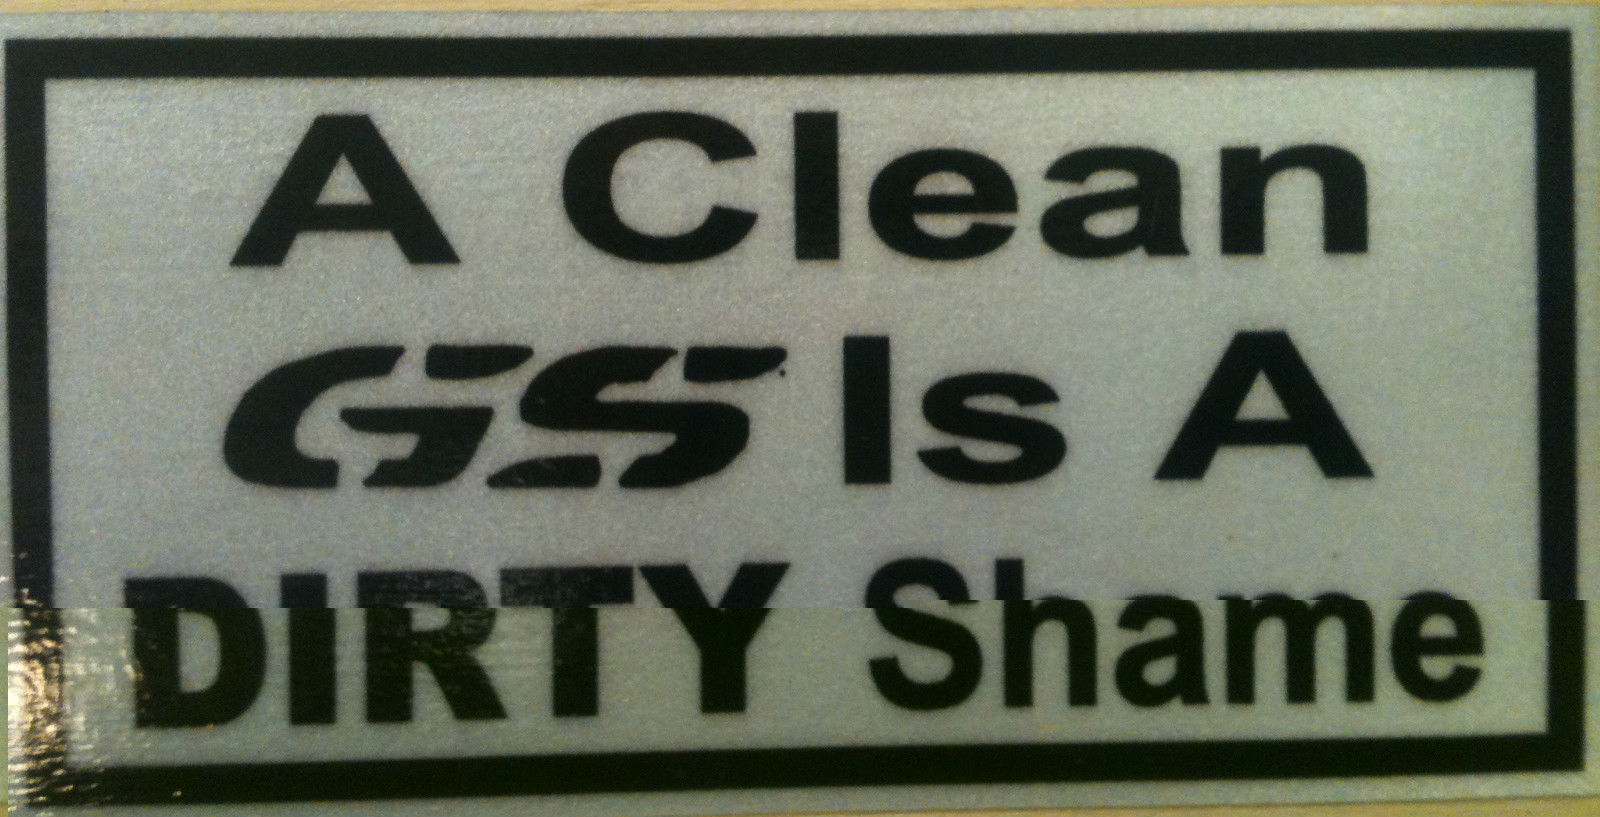 A Clean
GS Is A
DIRTY Shame